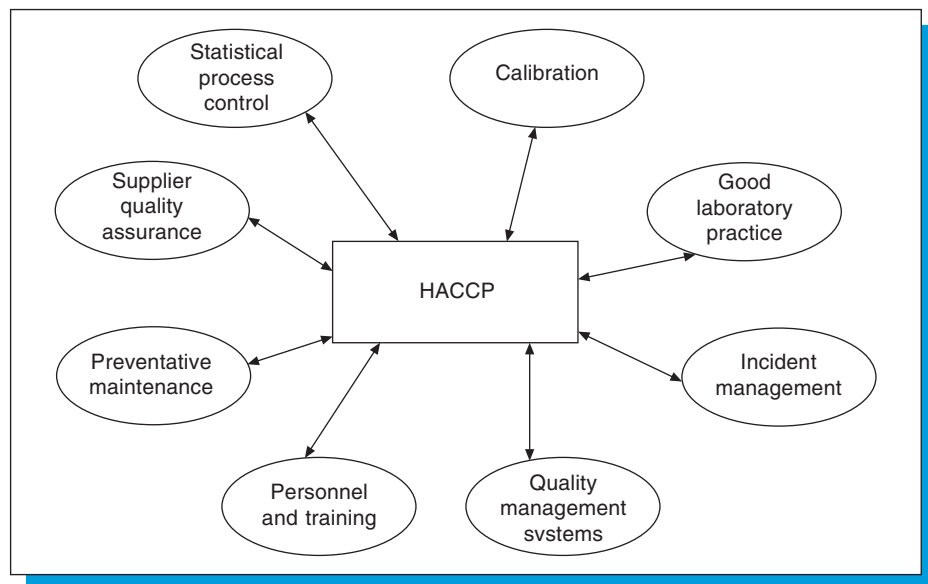 Statistical
process
control
Calibration
Supplier
quality
assurance
Good
laboratory
practice
HACCP
Preventative
maintenance
Incident
management
Personnel
and training
Quality
management
systems